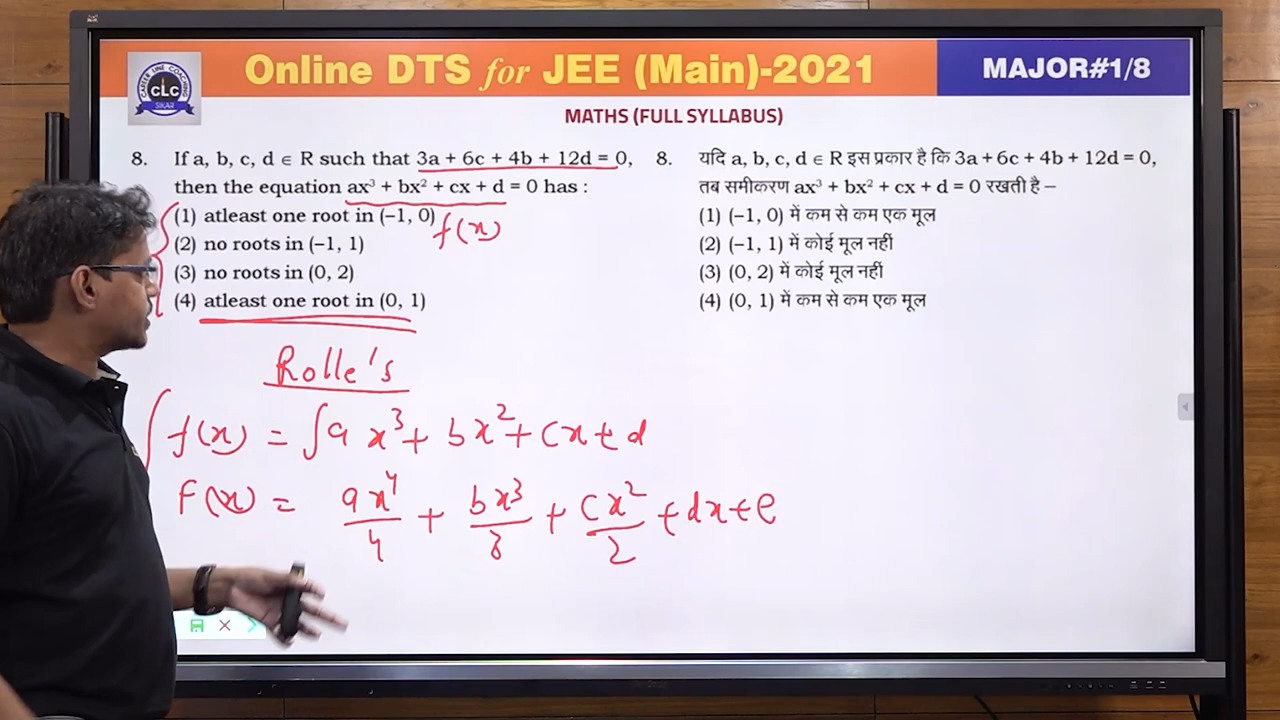 Online DTS for JEE (Main)-2021
MAJOR#1/8
CAREER LINE COACHING
CLC
SIKAR
MATHS (FULL SYLLABUS)
8. If a, b, c, d ∈ R such that 3a + 6c + 4b + 12d = 0,
then the equation ax³ + bx² + cx + d = 0 has :
(1) atleast one root in (–1, 0)
f(x)
(2) no roots in (–1, 1)
(3) no roots in (0, 2)
(4) atleast one root in (0, 1)
8. यदि a, b, c, d ∈ R इस प्रकार है कि 3a + 6c + 4b + 12d = 0,
तब समीकरण ax³ + bx² + cx + d = 0 रखती है –
(1) (–1, 0) में कम से कम एक मूल
(2) (–1, 1) में कोई मूल नहीं
(3) (0, 2) में कोई मूल नहीं
(4) (0, 1) में कम से कम एक मूल
Rolle's
∫f(x) = ∫ax³ + bx² + cx + d
F(x) = ax⁴/4 + bx³/3 + cx²/2 + dx + e